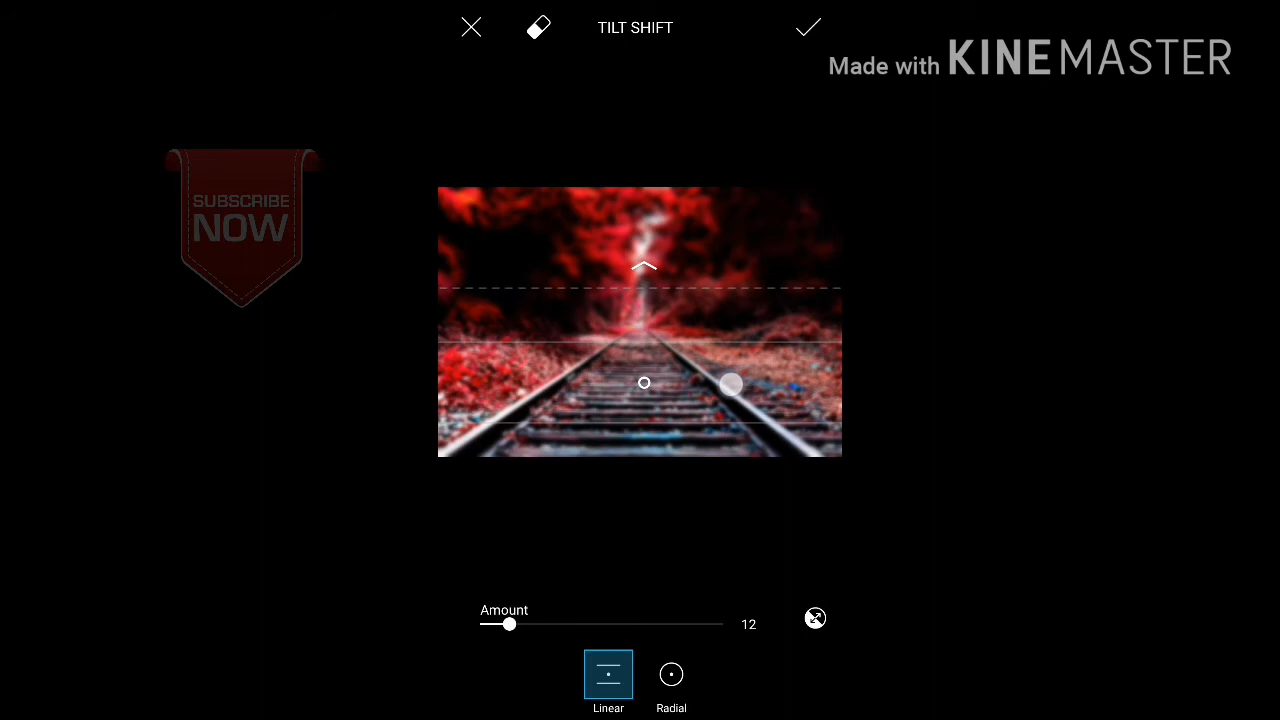 TILT SHIFT
Made with KINEMASTER
SUBSCRIBE
NOW
Amount
12
Linear
Radial